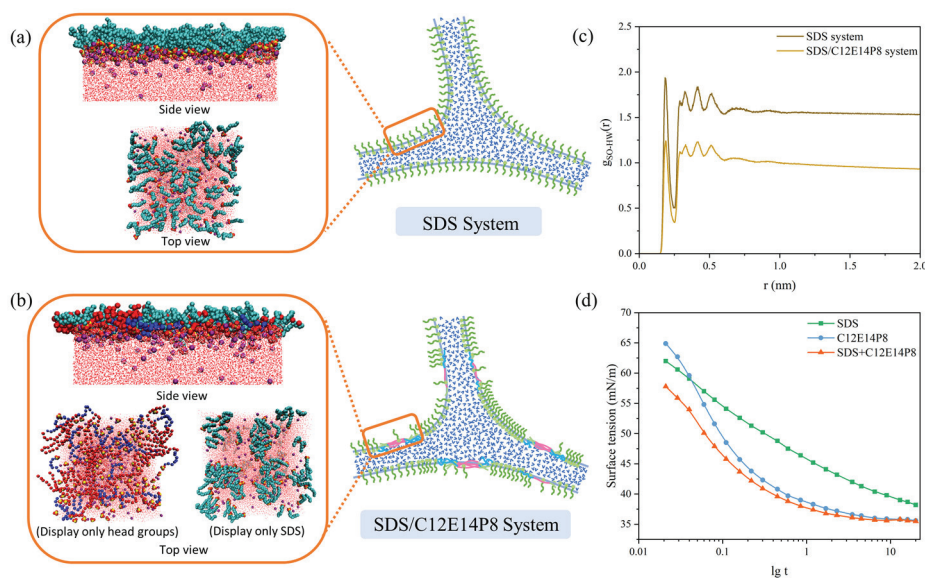 (a)
Side view
Top view
SDS System
(b)
Side view
(Display only head groups)
(Display only SDS)
Top view
SDS/C12E14P8 System
(c)
SDS system
SDS/C12E14P8 system
gSO-HW(r)
2.0
1.5
1.0
0.5
0.0
0.0 0.5 1.0 1.5 2.0
r (nm)
(d)
SDS
C12E14P8
SDS+C12E14P8
Surface tension (mN/m)
70
65
60
55
50
45
40
35
0.01 0.1 1 10
lg t